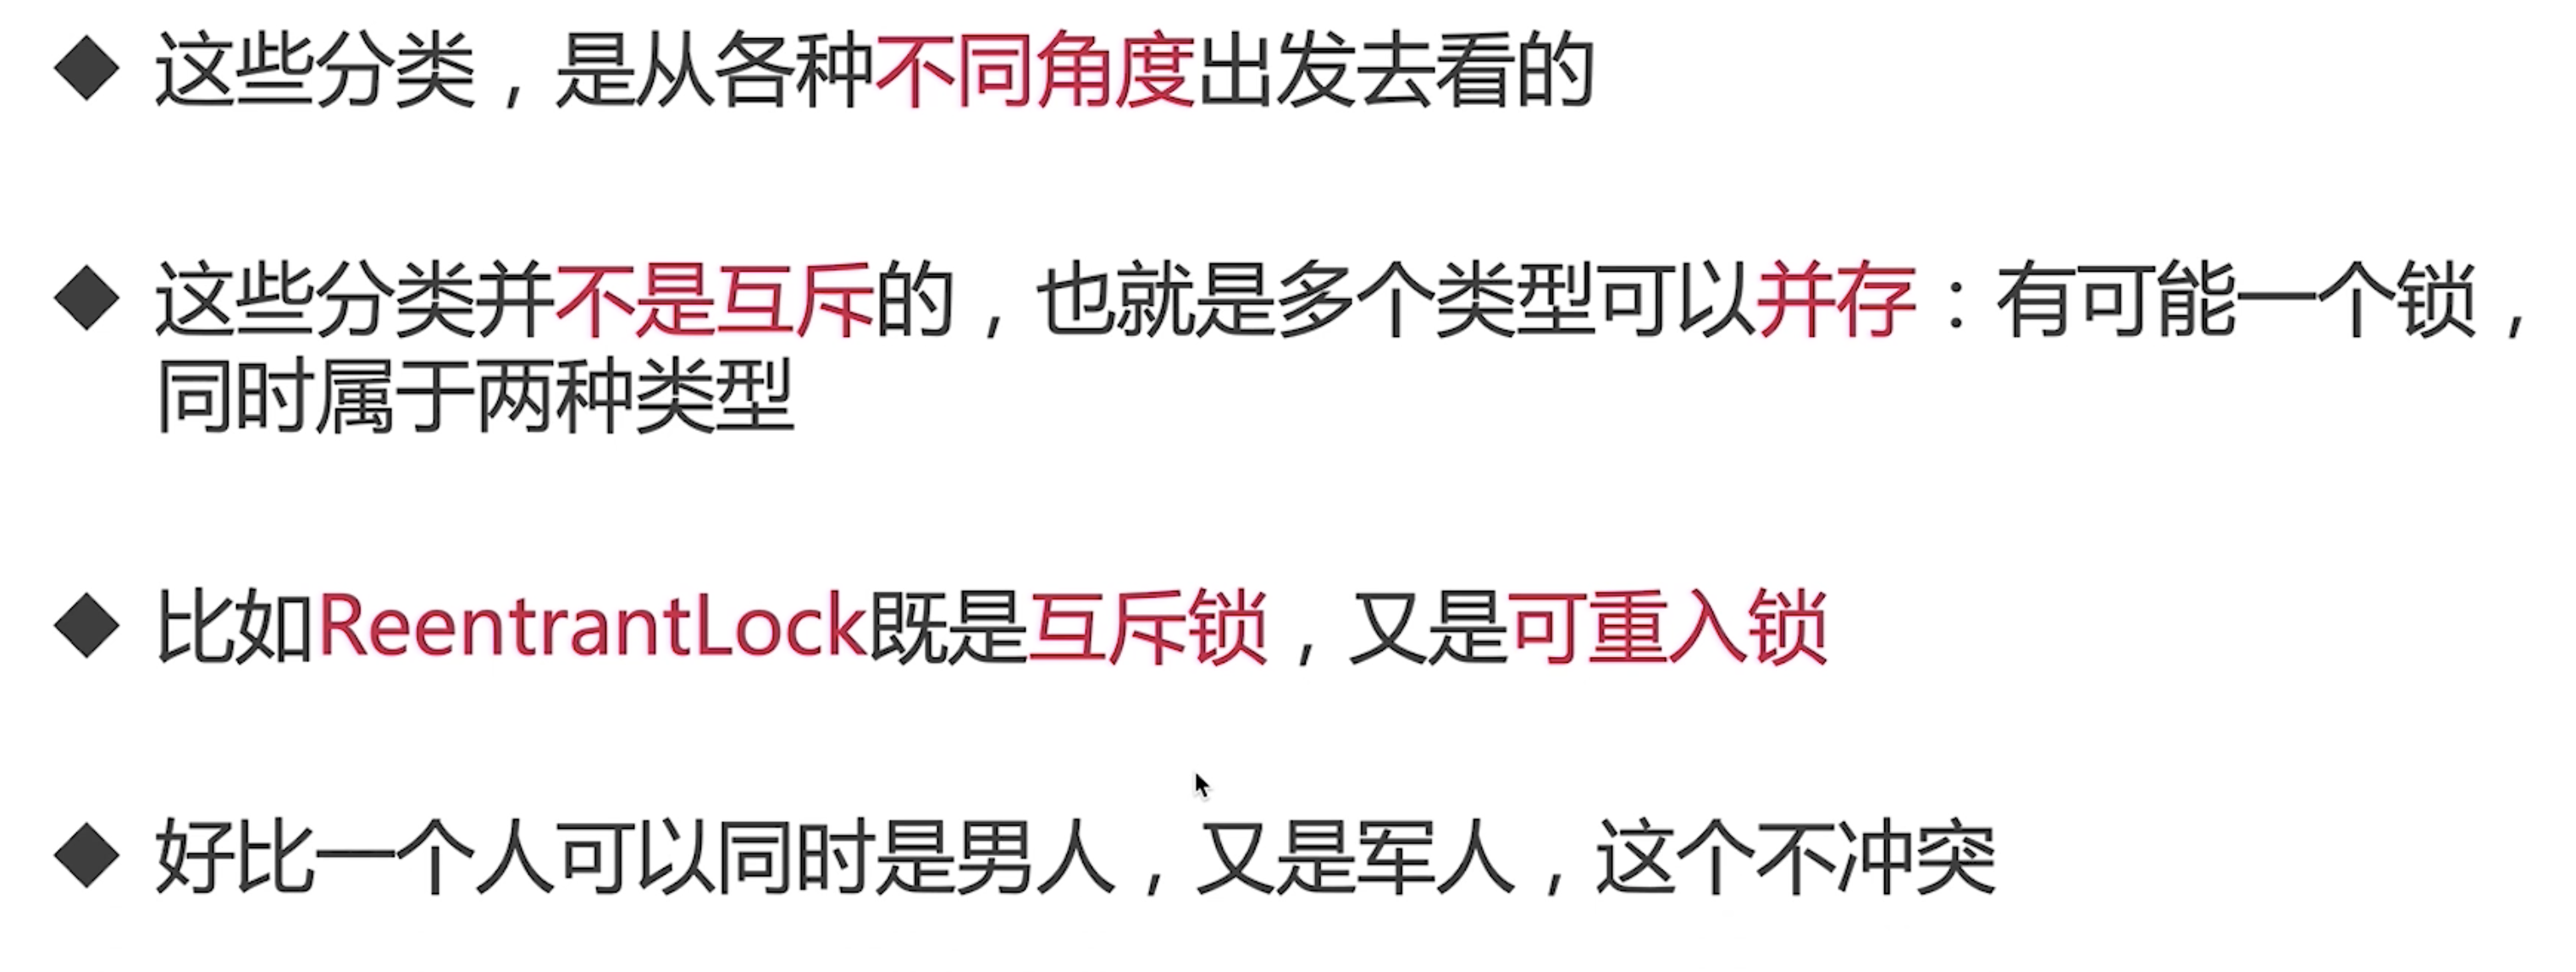 ◆ 这些分类，是从各种不同角度出发去看的
◆ 这些分类并不是互斥的，也就是多个类型可以并存：有可能一个锁，
同时属于两种类型
◆ 比如ReentrantLock既是互斥锁，又是可重入锁
◆ 好比一个人可以同时是男人，又是军人，这个不冲突